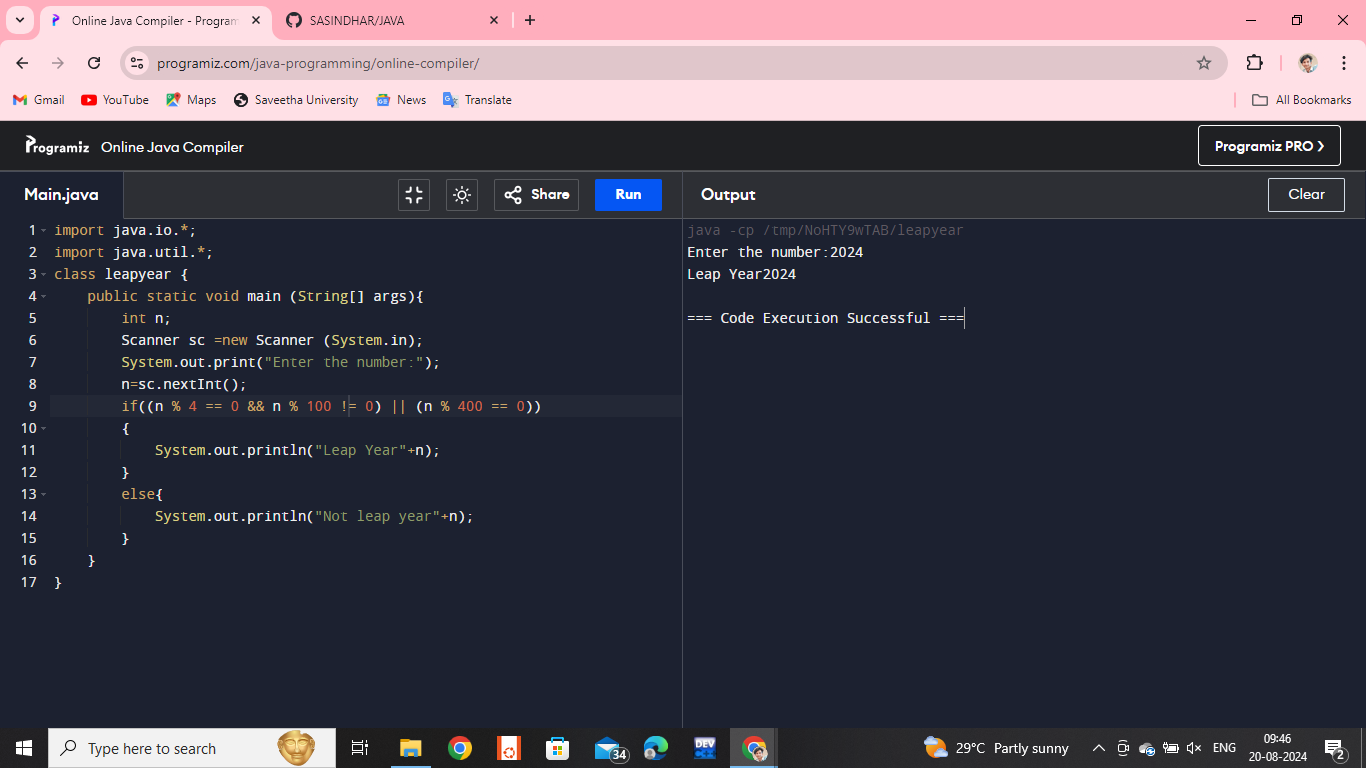 Online Java Compiler - Program
SASINDHAR/JAVA
programiz.com/java-programming/online-compiler/
Gmail
YouTube
Maps
Saveetha University
News
Translate
All Bookmarks
Programiz
Online Java Compiler
Programiz PRO
Main.java
Share
Run
Output
Clear
1 import java.io.*;
2 import java.util.*;
3 class leapyear {
4 public static void main (String[] args){
5 int n;
6 Scanner sc =new Scanner (System.in);
7 System.out.print("Enter the number:");
8 n=sc.nextInt();
9 if((n % 4 == 0 && n % 100 != 0) || (n % 400 == 0))
10 {
11 System.out.println("Leap Year"+n);
12 }
13 else{
14 System.out.println("Not leap year"+n);
15 }
16 }
17 }
java -cp /tmp/NoHTY9wTAB/leapyear
Enter the number:2024
Leap Year2024
=== Code Execution Successful ===
Type here to search
34
DEV
29°C Partly sunny
ENG
09:46
20-08-2024
2